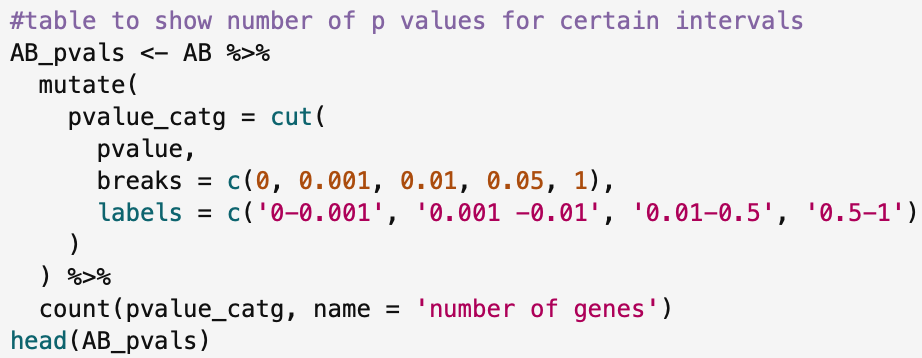 #table to show number of p values for certain intervals
AB_pvals <- AB %>%
  mutate(
    pvalue_catg = cut(
      pvalue,
      breaks = c(0, 0.001, 0.01, 0.05, 1),
      labels = c('0-0.001', '0.001 -0.01', '0.01-0.5', '0.5-1')
    )
  ) %>%
  count(pvalue_catg, name = 'number of genes')
head(AB_pvals)